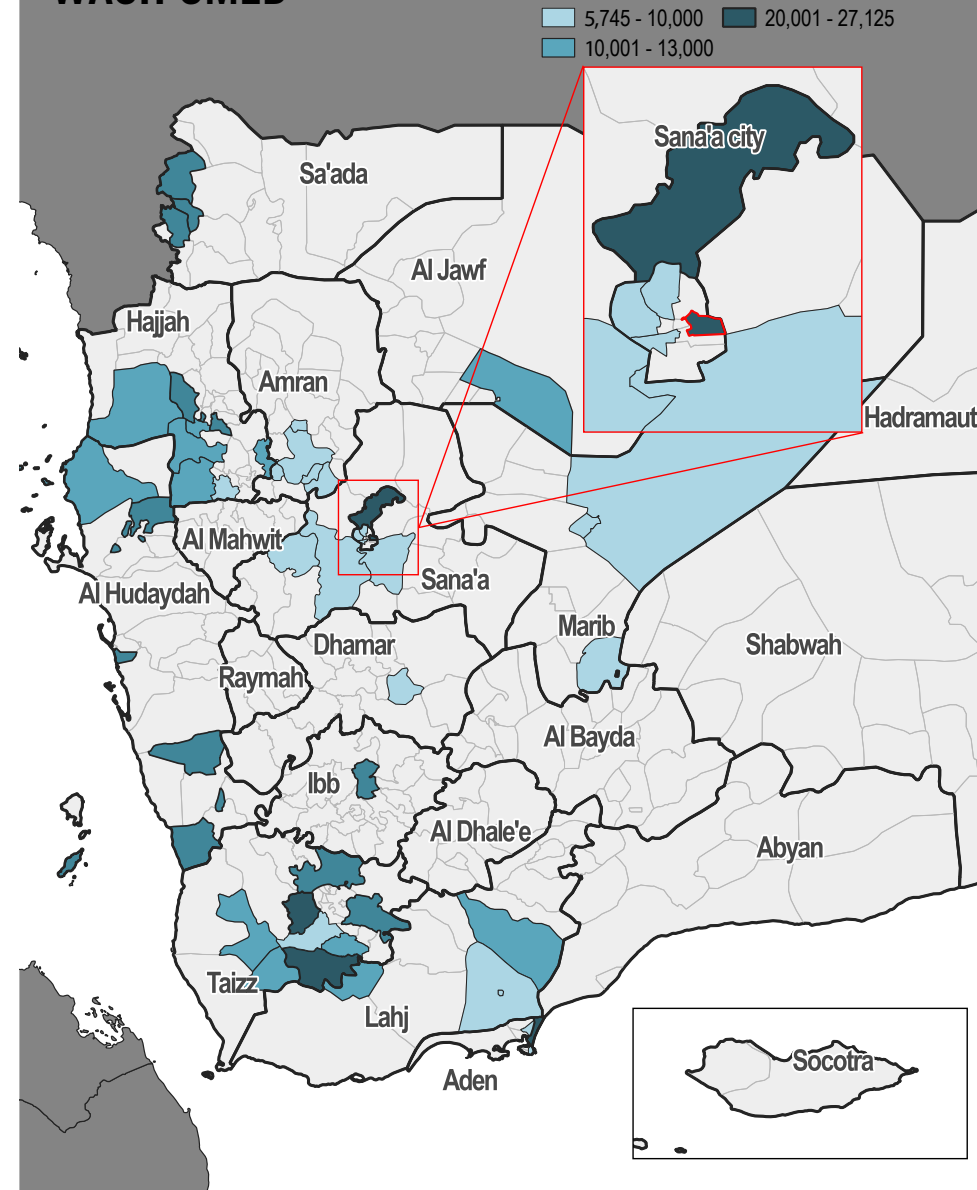 5,745 - 10,000
20,001 - 27,125
10,001 - 13,000
Sana'a city
Sa'ada
Al Jawf
Hajjah
Amran
Hadramaut
Al Mahwit
Sana'a
Al Hudaydah
Marib
Dhamar
Shabwah
Raymah
Al Bayda
Ibb
Al Dhale'e
Abyan
Taizz
Lahj
Socotra
Aden